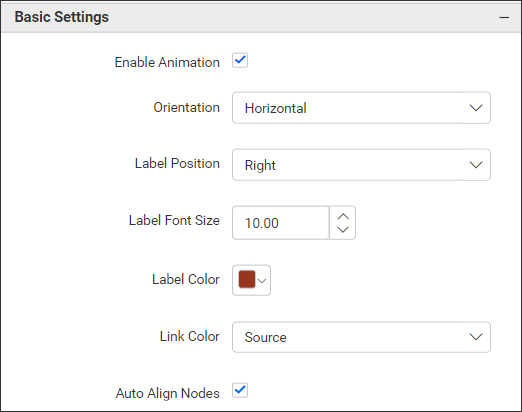 Basic Settings
Enable Animation
Orientation Horizontal
Label Position Right
Label Font Size 10.00
Label Color
Link Color Source
Auto Align Nodes